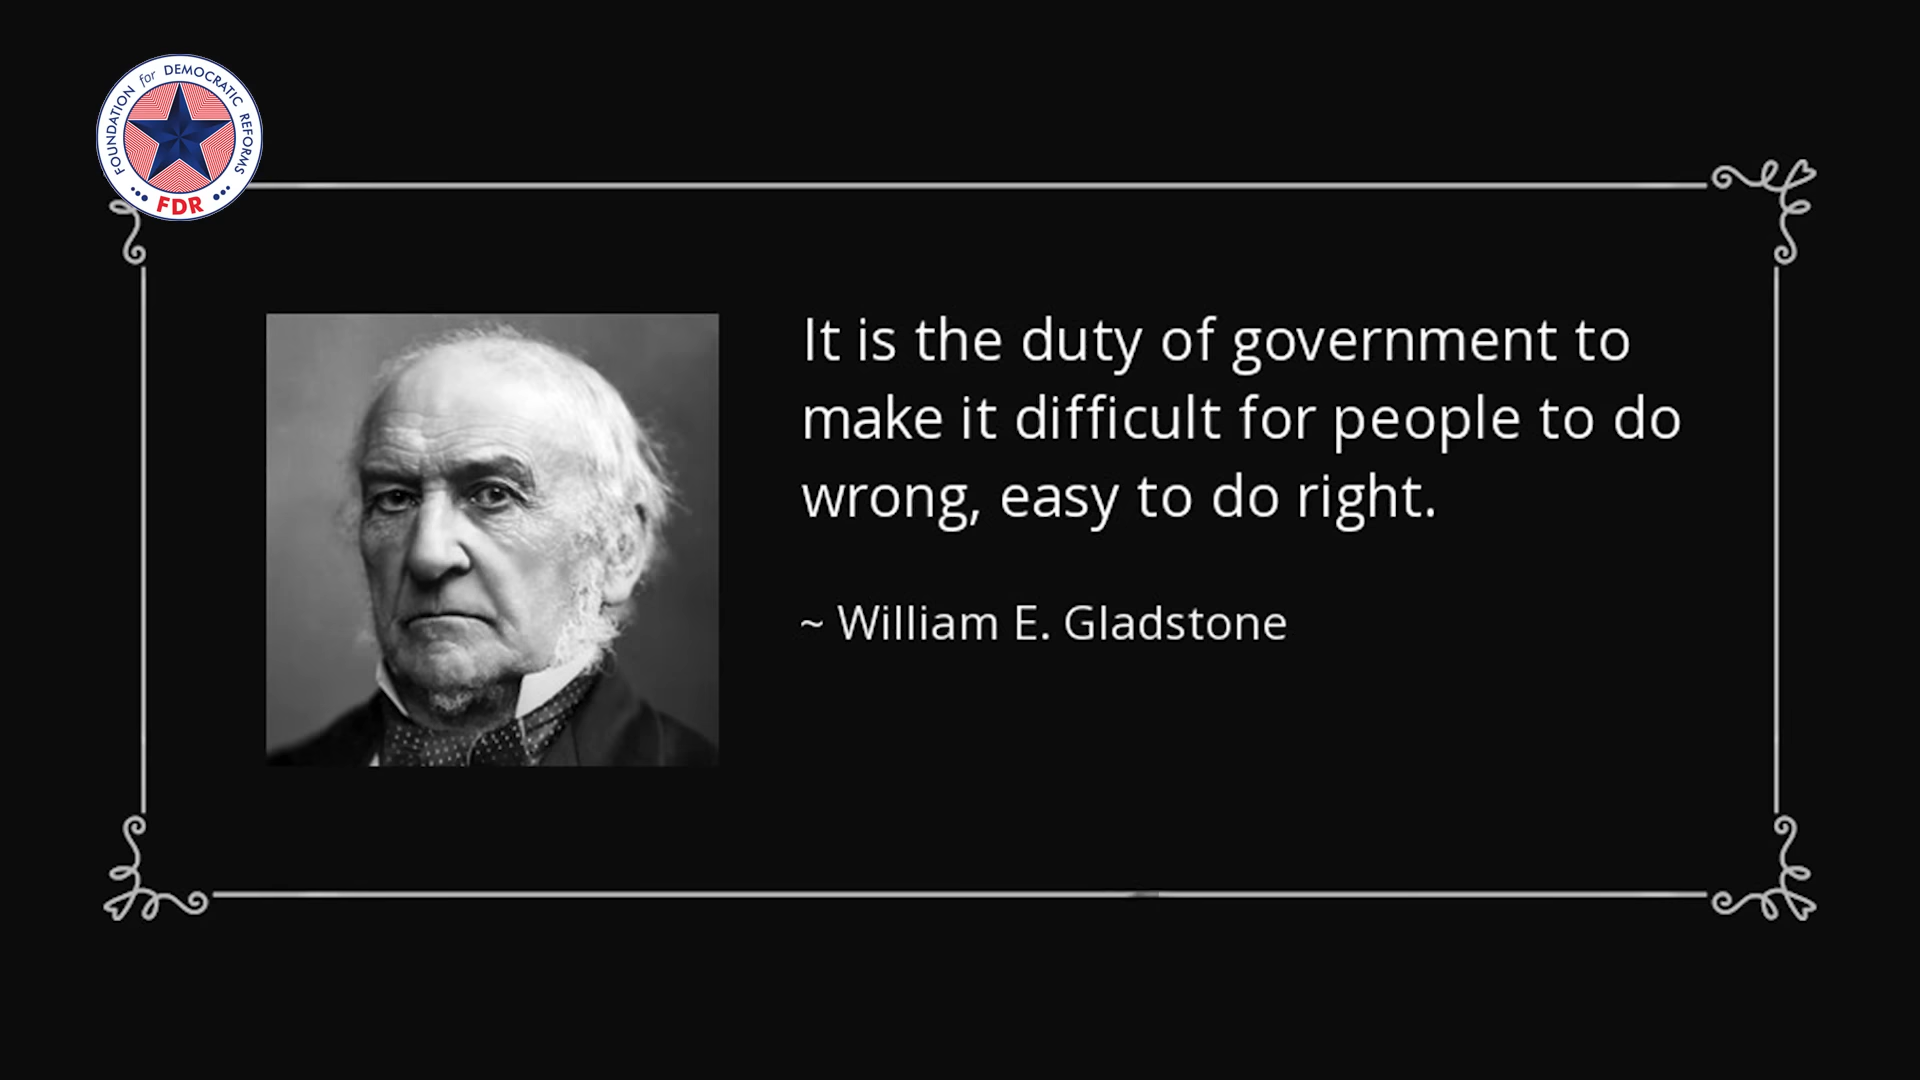 FOUNDATION for DEMOCRATIC REFORMS
FDR
It is the duty of government to
make it difficult for people to do
wrong, easy to do right.
~ William E. Gladstone